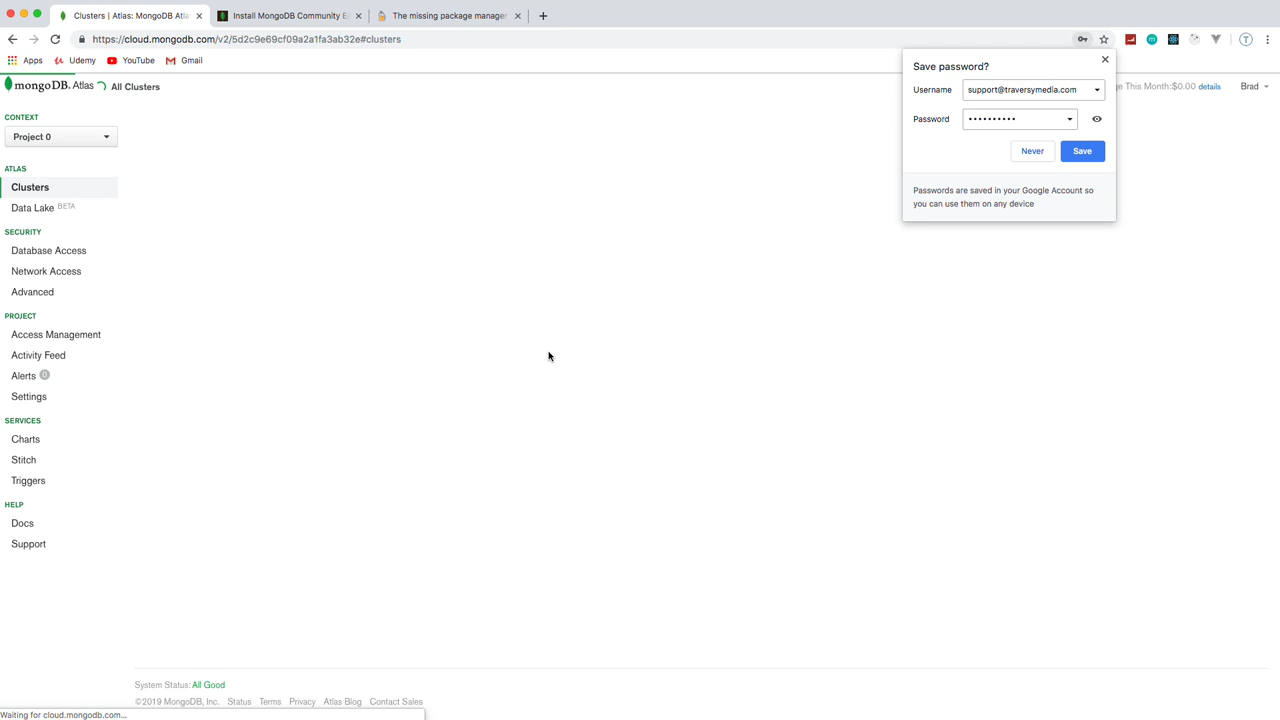 Clusters | Atlas: MongoDB Atla
Install MongoDB Community E
The missing package manage
https://cloud.mongodb.com/v2/5d2c9e69cf09a2a1fa3ab32e#clusters
T
Apps
Udemy
YouTube
Gmail
mongoDB. Atlas
All Clusters
e This Month:$0.00 details
Brad
Save password?
Username
support@traversymedia.com
Password
••••••••••
Never
Save
Passwords are saved in your Google Account so
you can use them on any device
CONTEXT
Project 0
ATLAS
Clusters
Data Lake BETA
SECURITY
Database Access
Network Access
Advanced
PROJECT
Access Management
Activity Feed
Alerts 0
Settings
SERVICES
Charts
Stitch
Triggers
HELP
Docs
Support
System Status: All Good
©2019 MongoDB, Inc. Status Terms Privacy Atlas Blog Contact Sales
Waiting for cloud.mongodb.com...